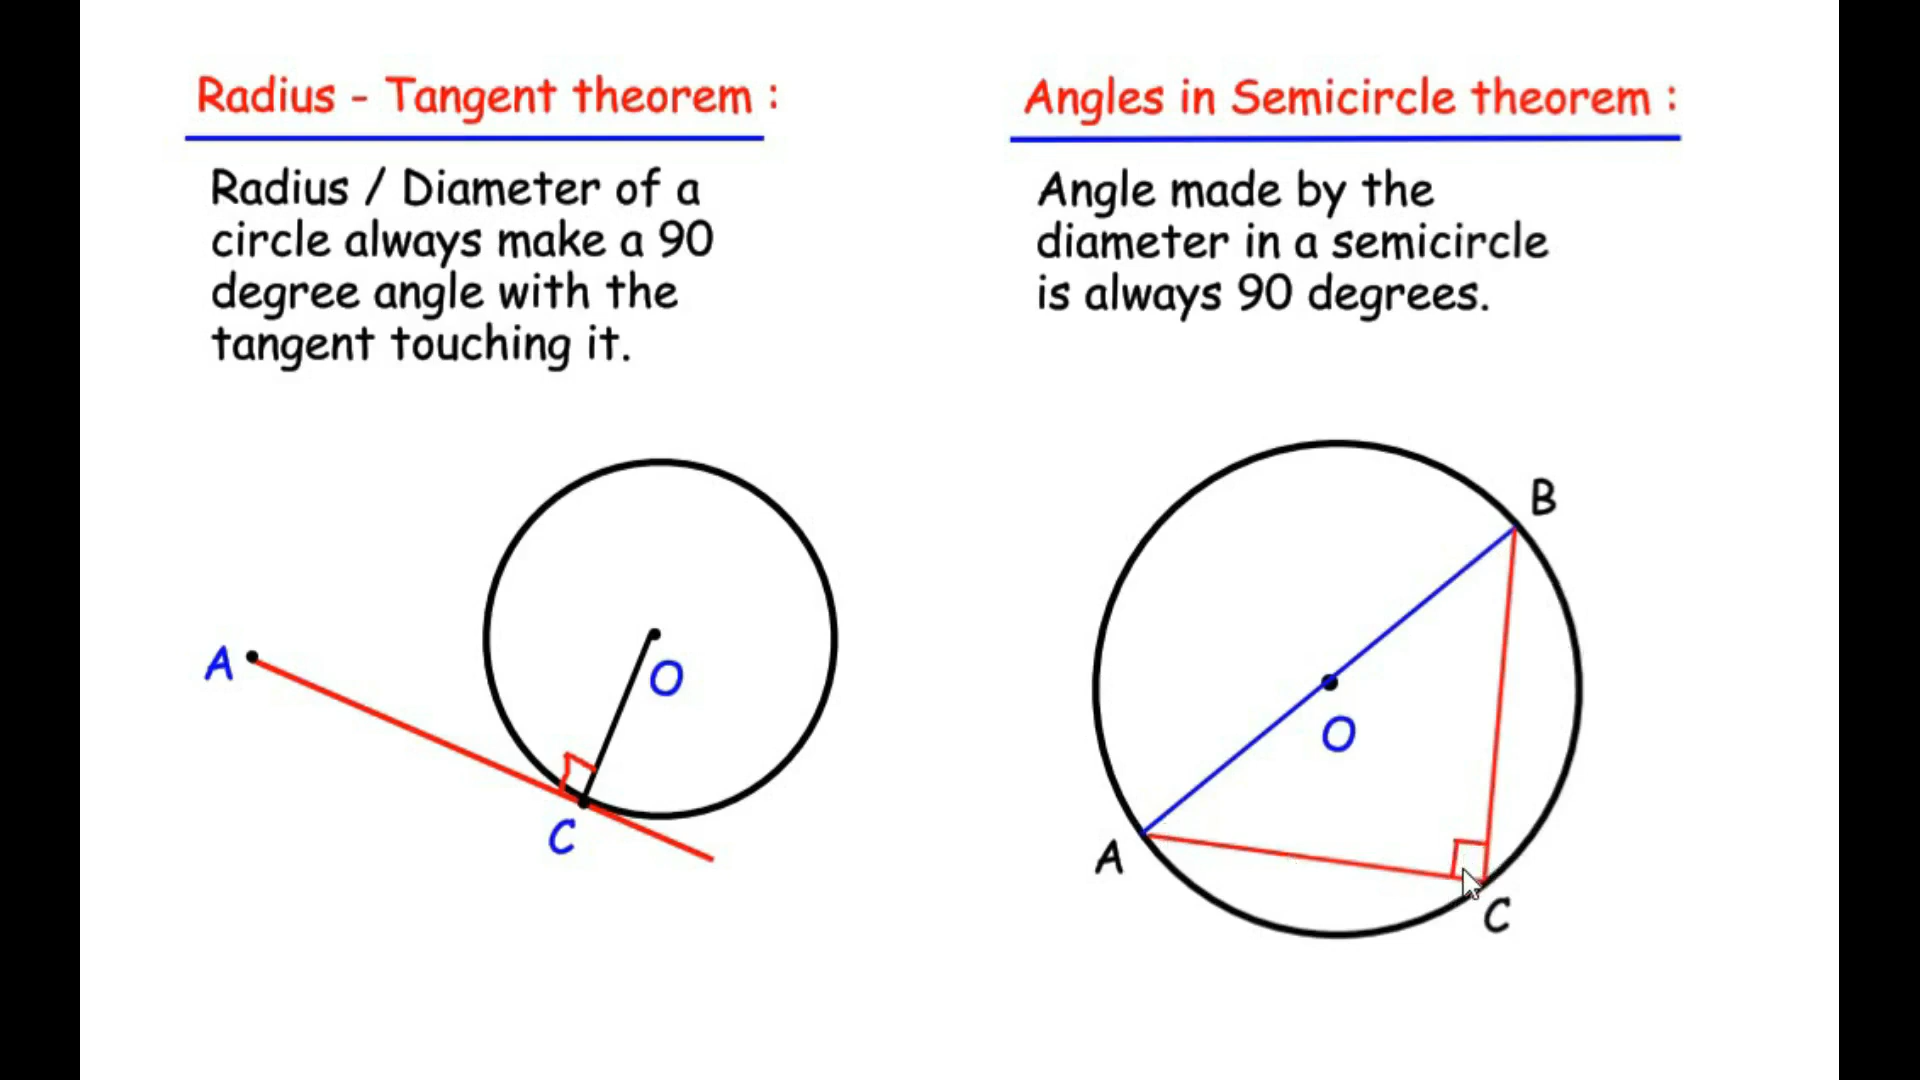 Radius - Tangent theorem :
Radius / Diameter of a
circle always make a 90
degree angle with the
tangent touching it.
A
O
C
Angles in Semicircle theorem :
Angle made by the
diameter in a semicircle
is always 90 degrees.
B
O
A
C